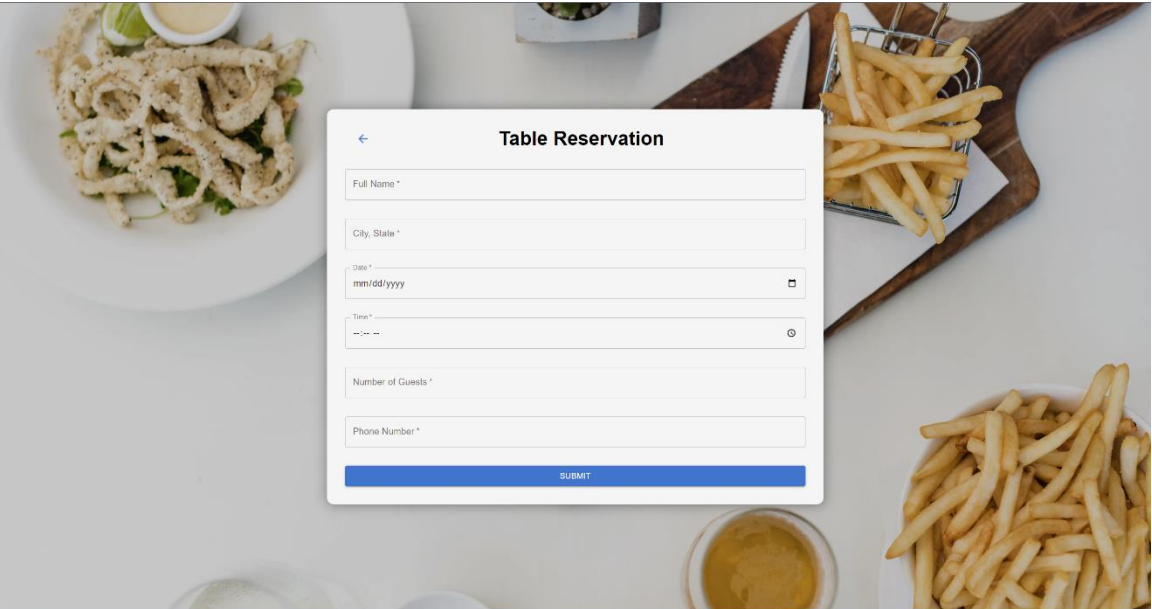 Table Reservation
Full Name *
City, State *
Date *
mm/dd/yyyy
Time *
--:-- --
Number of Guests *
Phone Number *
SUBMIT